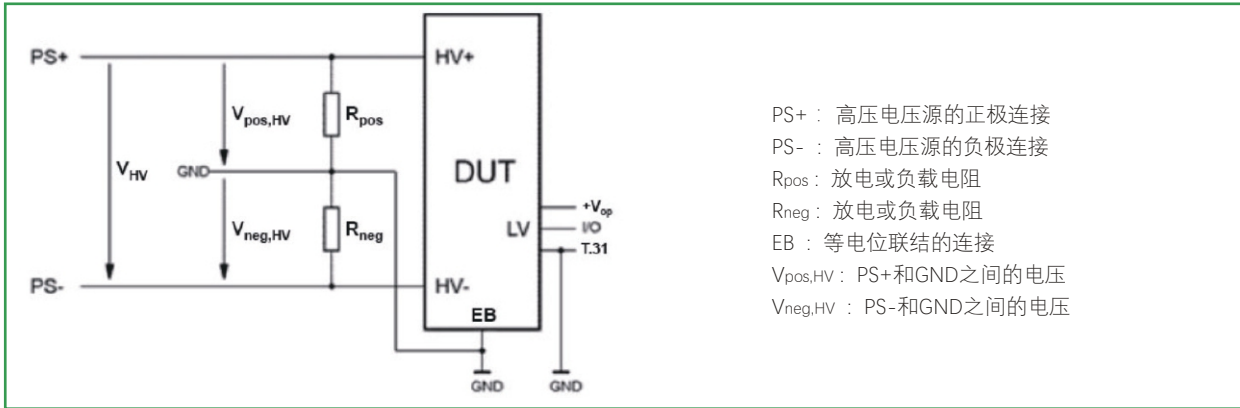 PS+
HV+
Vpos,HV
Rpos
VHV
GND
DUT
+Vop
LV
I/O
Vneg,HV
Rneg
T.31
PS-
HV-
EB
GND
GND
PS+ : 高压电压源的正极连接
PS- : 高压电压源的负极连接
Rpos : 放电或负载电阻
Rneg : 放电或负载电阻
EB : 等电位联结的连接
Vpos,HV : PS+和GND之间的电压
Vneg,HV : PS-和GND之间的电压